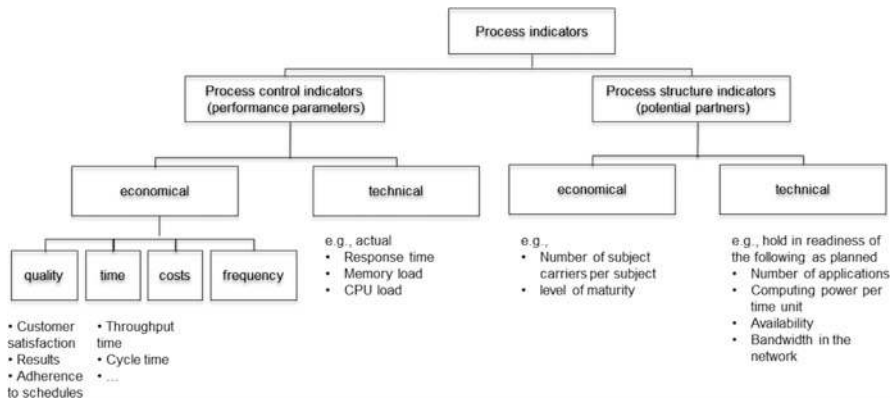 Process indicators
Process control indicators
(performance parameters)
Process structure indicators
(potential partners)
economical
technical
economical
technical
quality
time
costs
frequency
• Customer
satisfaction
• Results
• Adherence
to schedules
• Throughput
time
• Cycle time
• ...
e.g., actual
• Response time
• Memory load
• CPU load
e.g.,
• Number of subject
carriers per subject
• level of maturity
e.g., hold in readiness of
the following as planned
• Number of applications
• Computing power per
time unit
• Availability
• Bandwidth in the
network